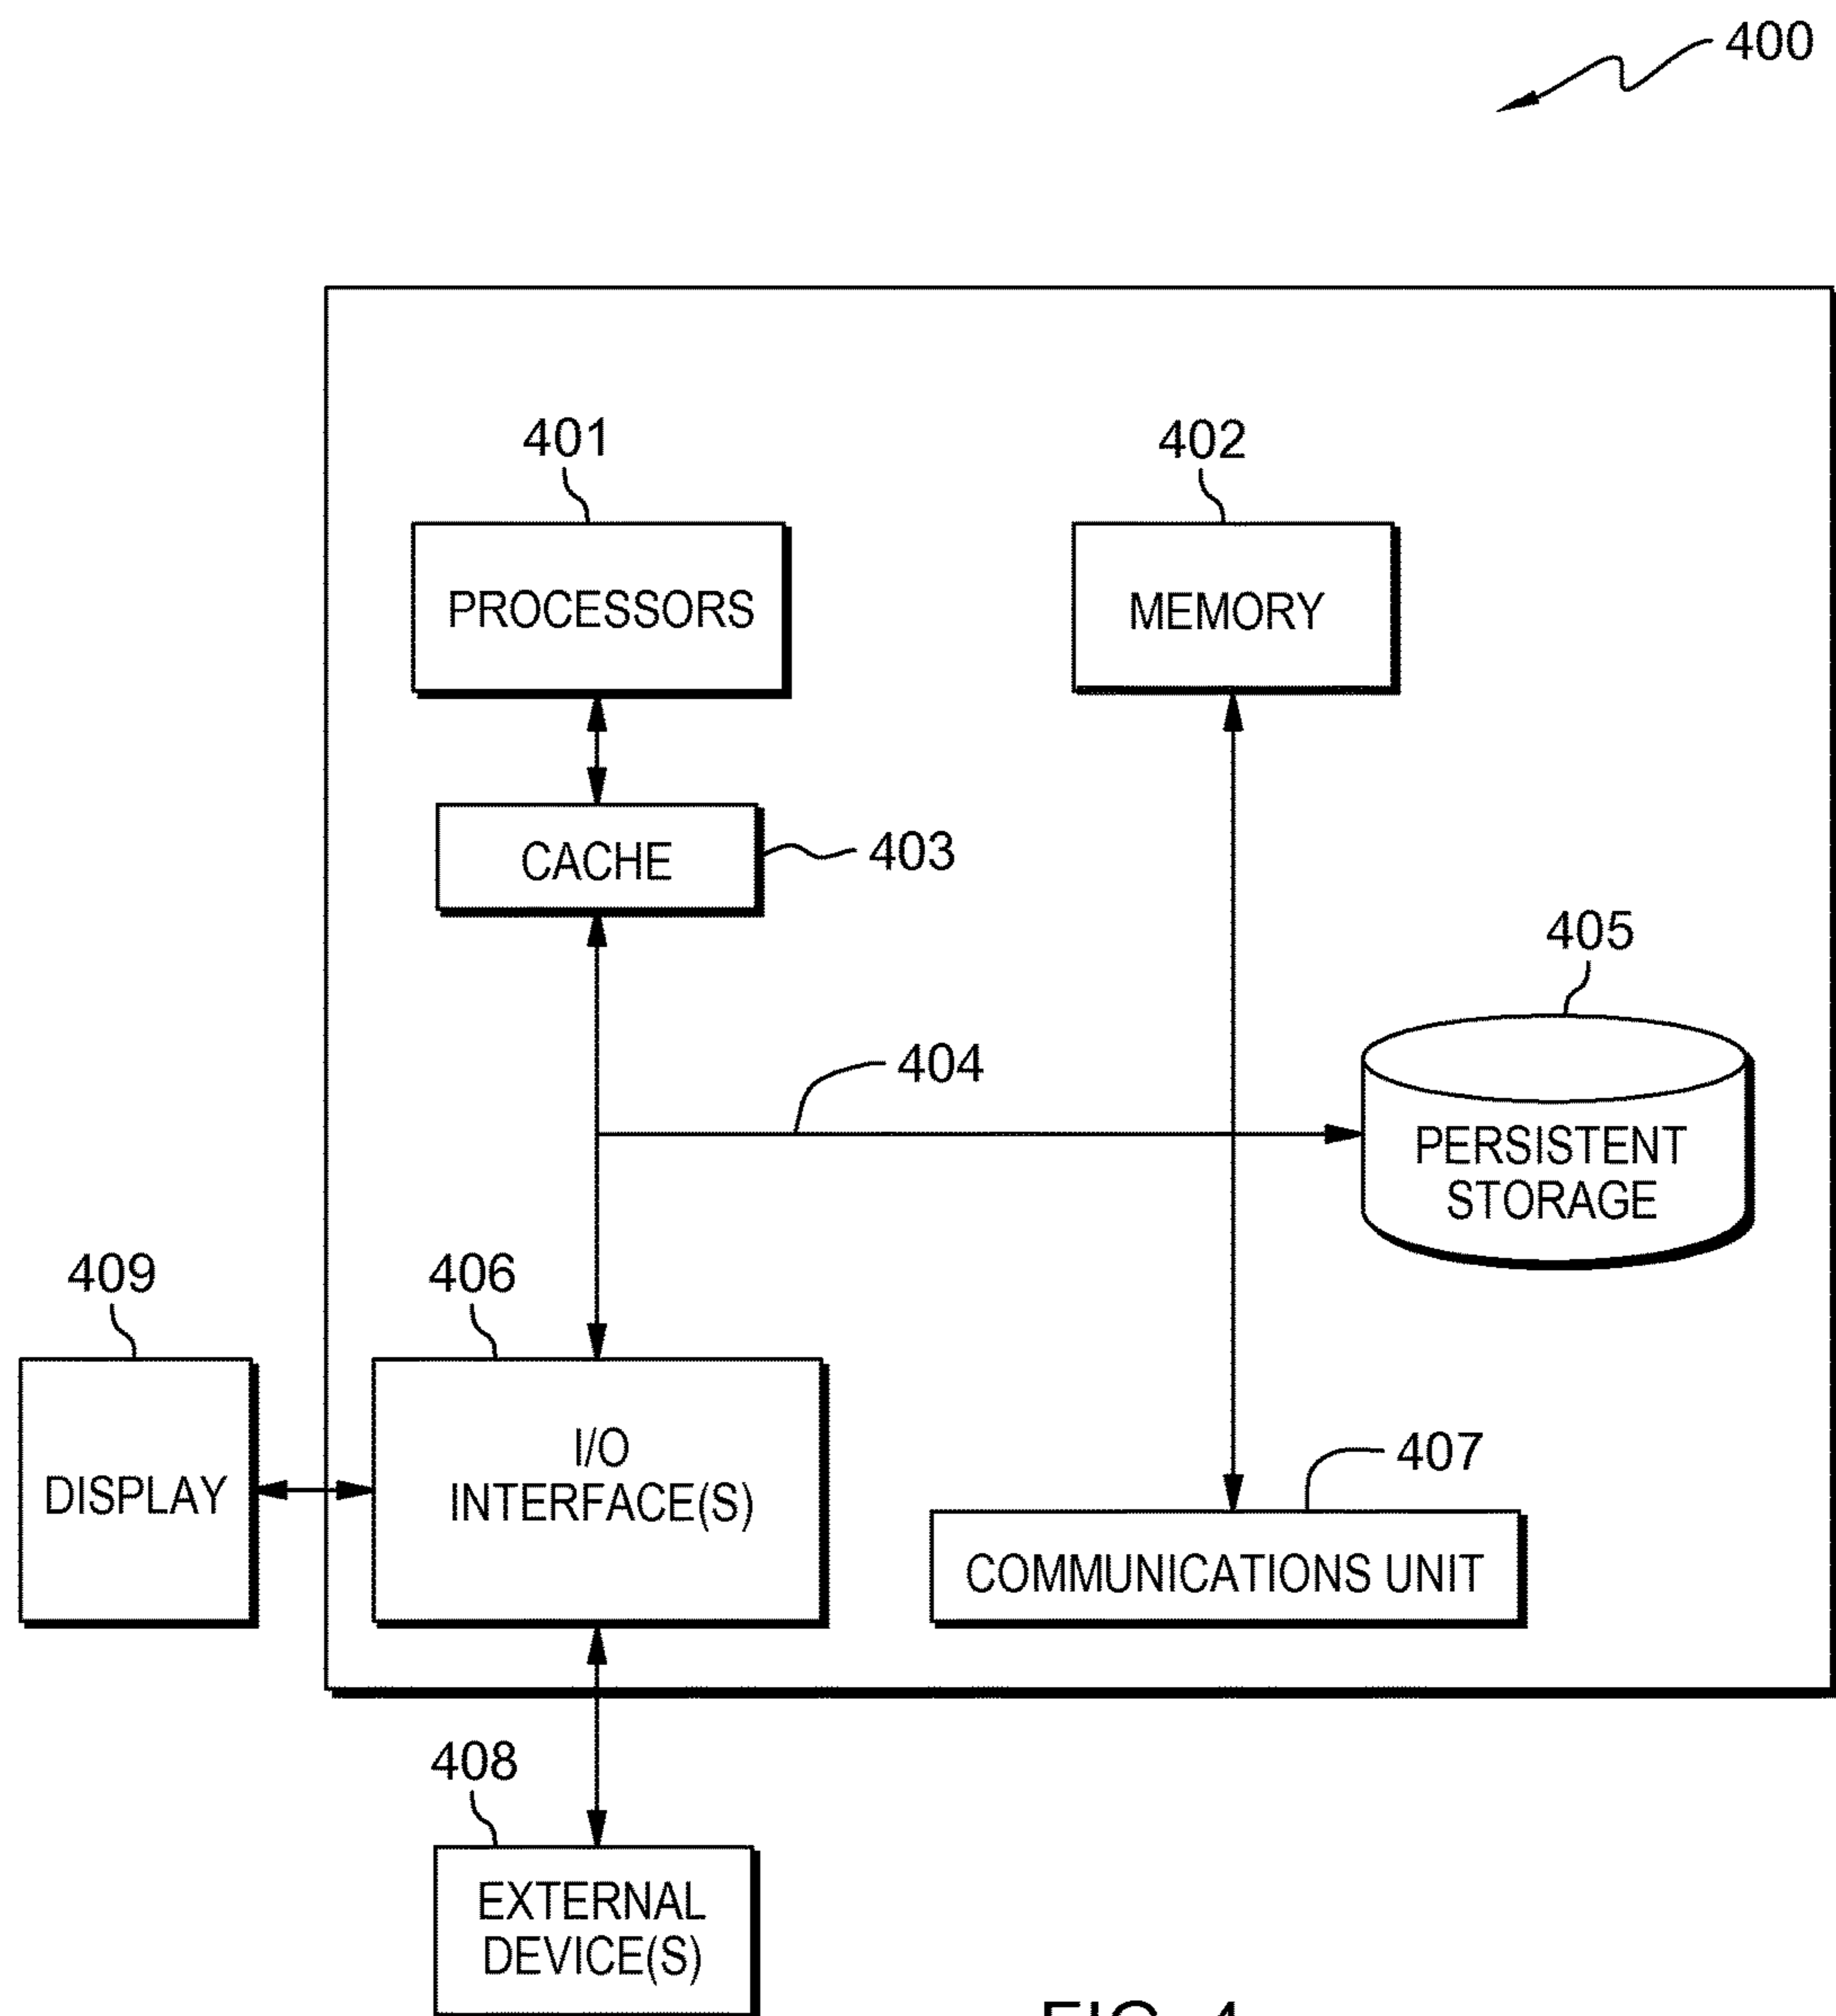 400
401
402
PROCESSORS
MEMORY
CACHE
403
405
404
PERSISTENT
STORAGE
409
406
I/O
INTERFACE(S)
DISPLAY
407
COMMUNICATIONS UNIT
408
EXTERNAL
DEVICE(S)